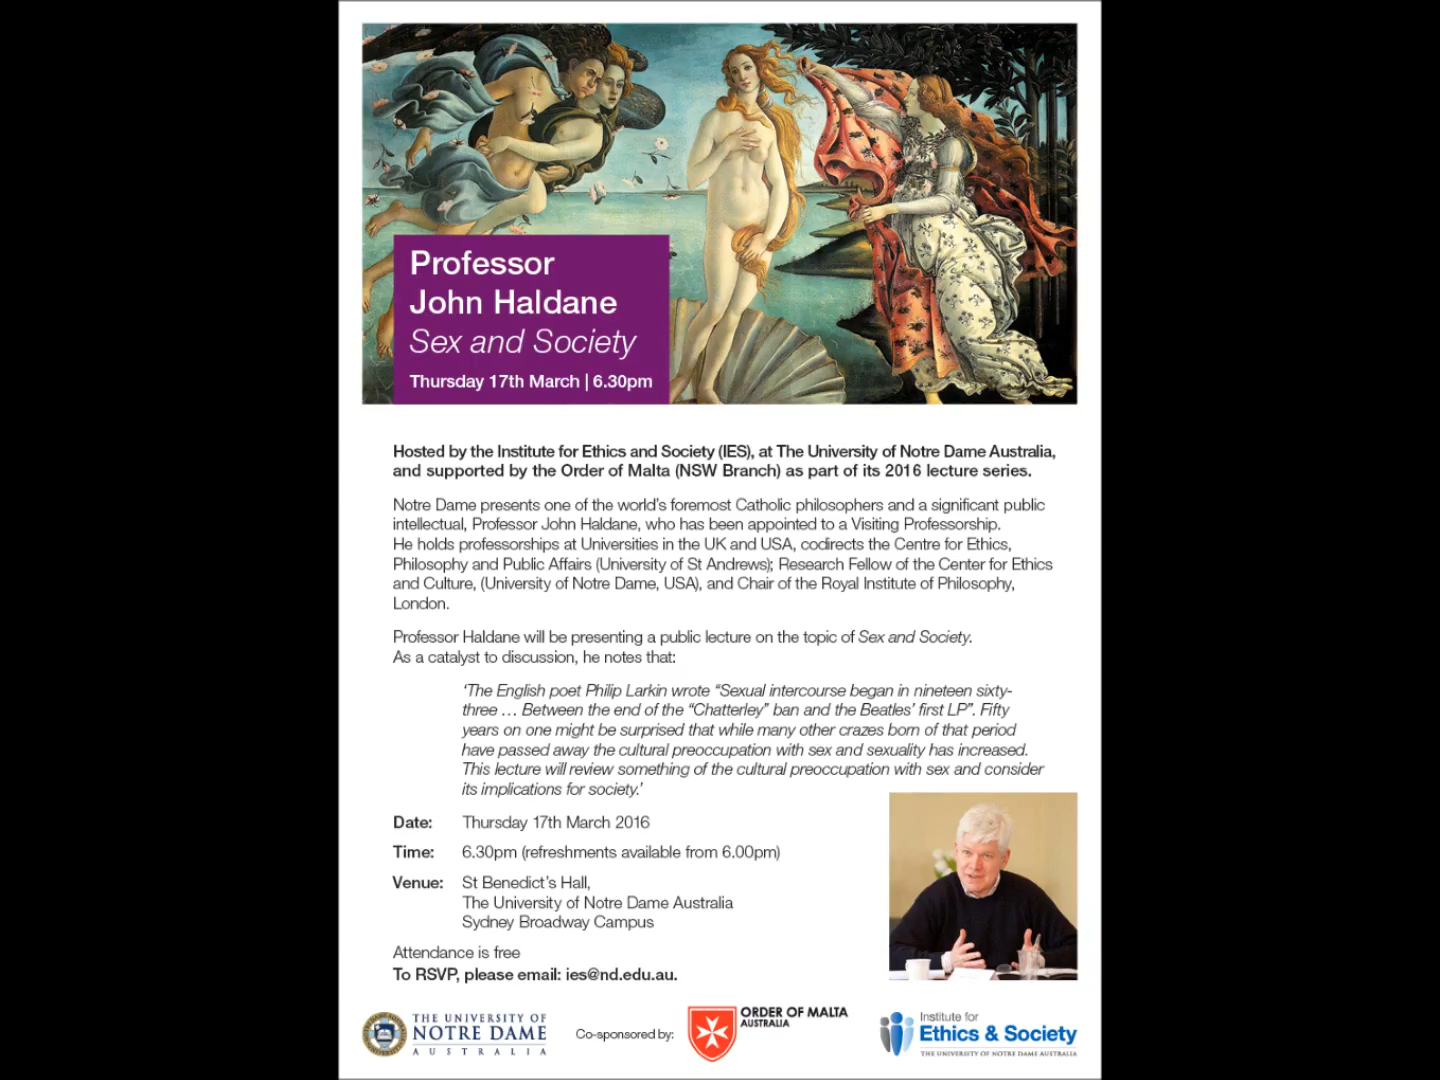 Professor
John Haldane
Sex and Society
Thursday 17th March | 6.30pm
Hosted by the Institute for Ethics and Society (IES), at The University of Notre Dame Australia,
and supported by the Order of Malta (NSW Branch) as part of its 2016 lecture series.
Notre Dame presents one of the world's foremost Catholic philosophers and a significant public
intellectual, Professor John Haldane, who has been appointed to a Visiting Professorship.
He holds professorships at Universities in the UK and USA, codirects the Centre for Ethics,
Philosophy and Public Affairs (University of St Andrews); Research Fellow of the Center for Ethics
and Culture, (University of Notre Dame, USA), and Chair of the Royal Institute of Philosophy,
London.
Professor Haldane will be presenting a public lecture on the topic of Sex and Society.
As a catalyst to discussion, he notes that:
‘The English poet Philip Larkin wrote “Sexual intercourse began in nineteen sixty-
three … Between the end of the “Chatterley” ban and the Beatles’ first LP”. Fifty
years on one might be surprised that while many other crazes born of that period
have passed away the cultural preoccupation with sex and sexuality has increased.
This lecture will review something of the cultural preoccupation with sex and consider
its implications for society.’
Date: Thursday 17th March 2016
Time: 6.30pm (refreshments available from 6.00pm)
Venue: St Benedict's Hall,
The University of Notre Dame Australia
Sydney Broadway Campus
Attendance is free
To RSVP, please email: ies@nd.edu.au.
THE UNIVERSITY OF
NOTRE DAME
AUSTRALIA
Co-sponsored by:
ORDER OF MALTA
AUSTRALIA
Institute for
Ethics & Society
THE UNIVERSITY OF NOTRE DAME AUSTRALIA